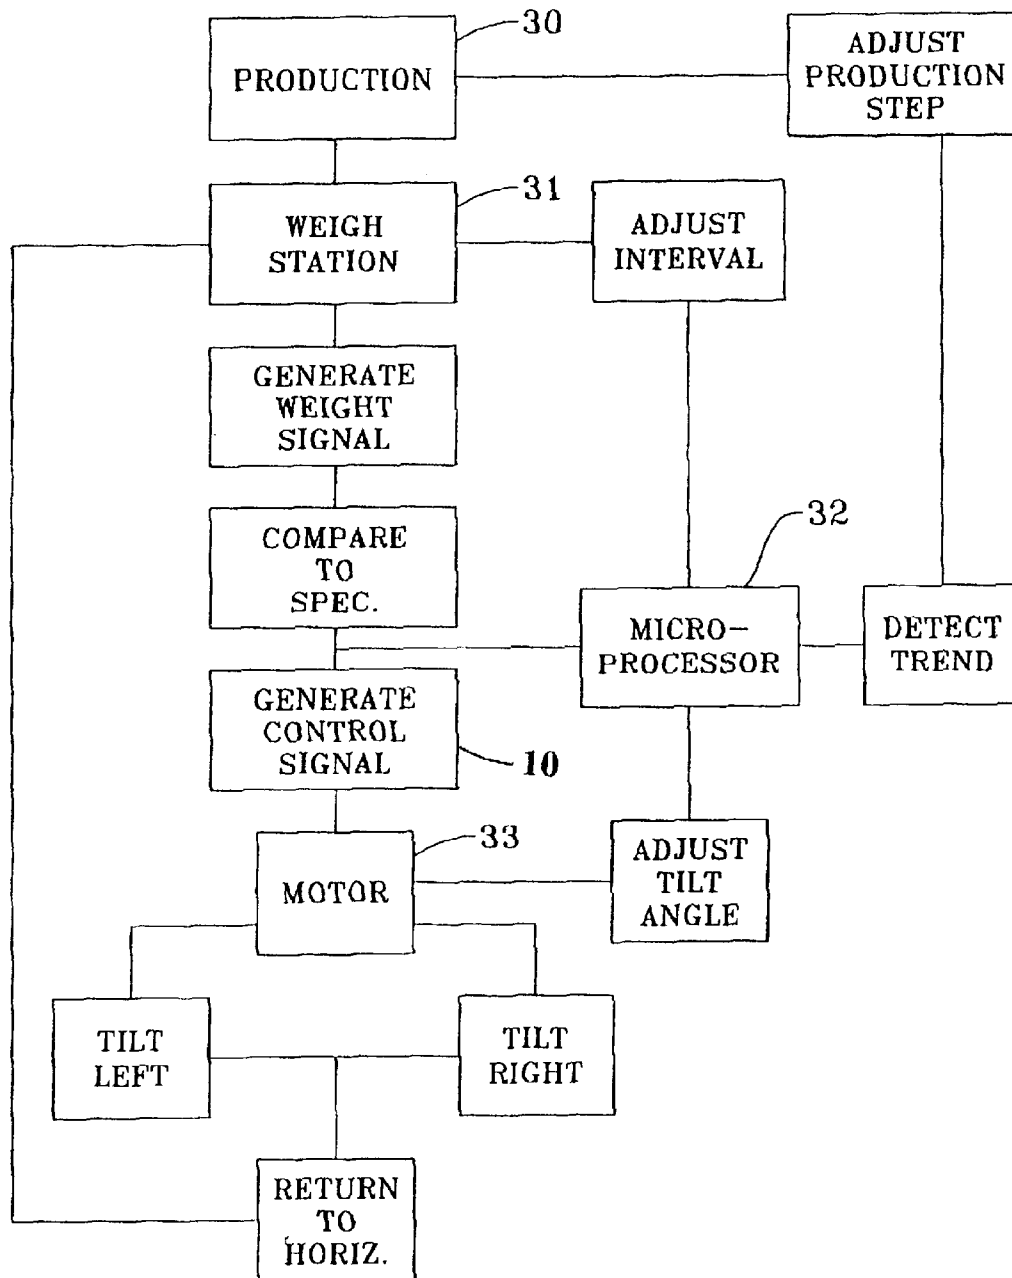 30
PRODUCTION
ADJUST
PRODUCTION
STEP
31
WEIGH
STATION
ADJUST
INTERVAL
GENERATE
WEIGHT
SIGNAL
COMPARE
TO
SPEC.
32
MICRO-
PROCESSOR
DETECT
TREND
GENERATE
CONTROL
SIGNAL
10
33
MOTOR
ADJUST
TILT
ANGLE
TILT
LEFT
TILT
RIGHT
RETURN
TO
HORIZ.